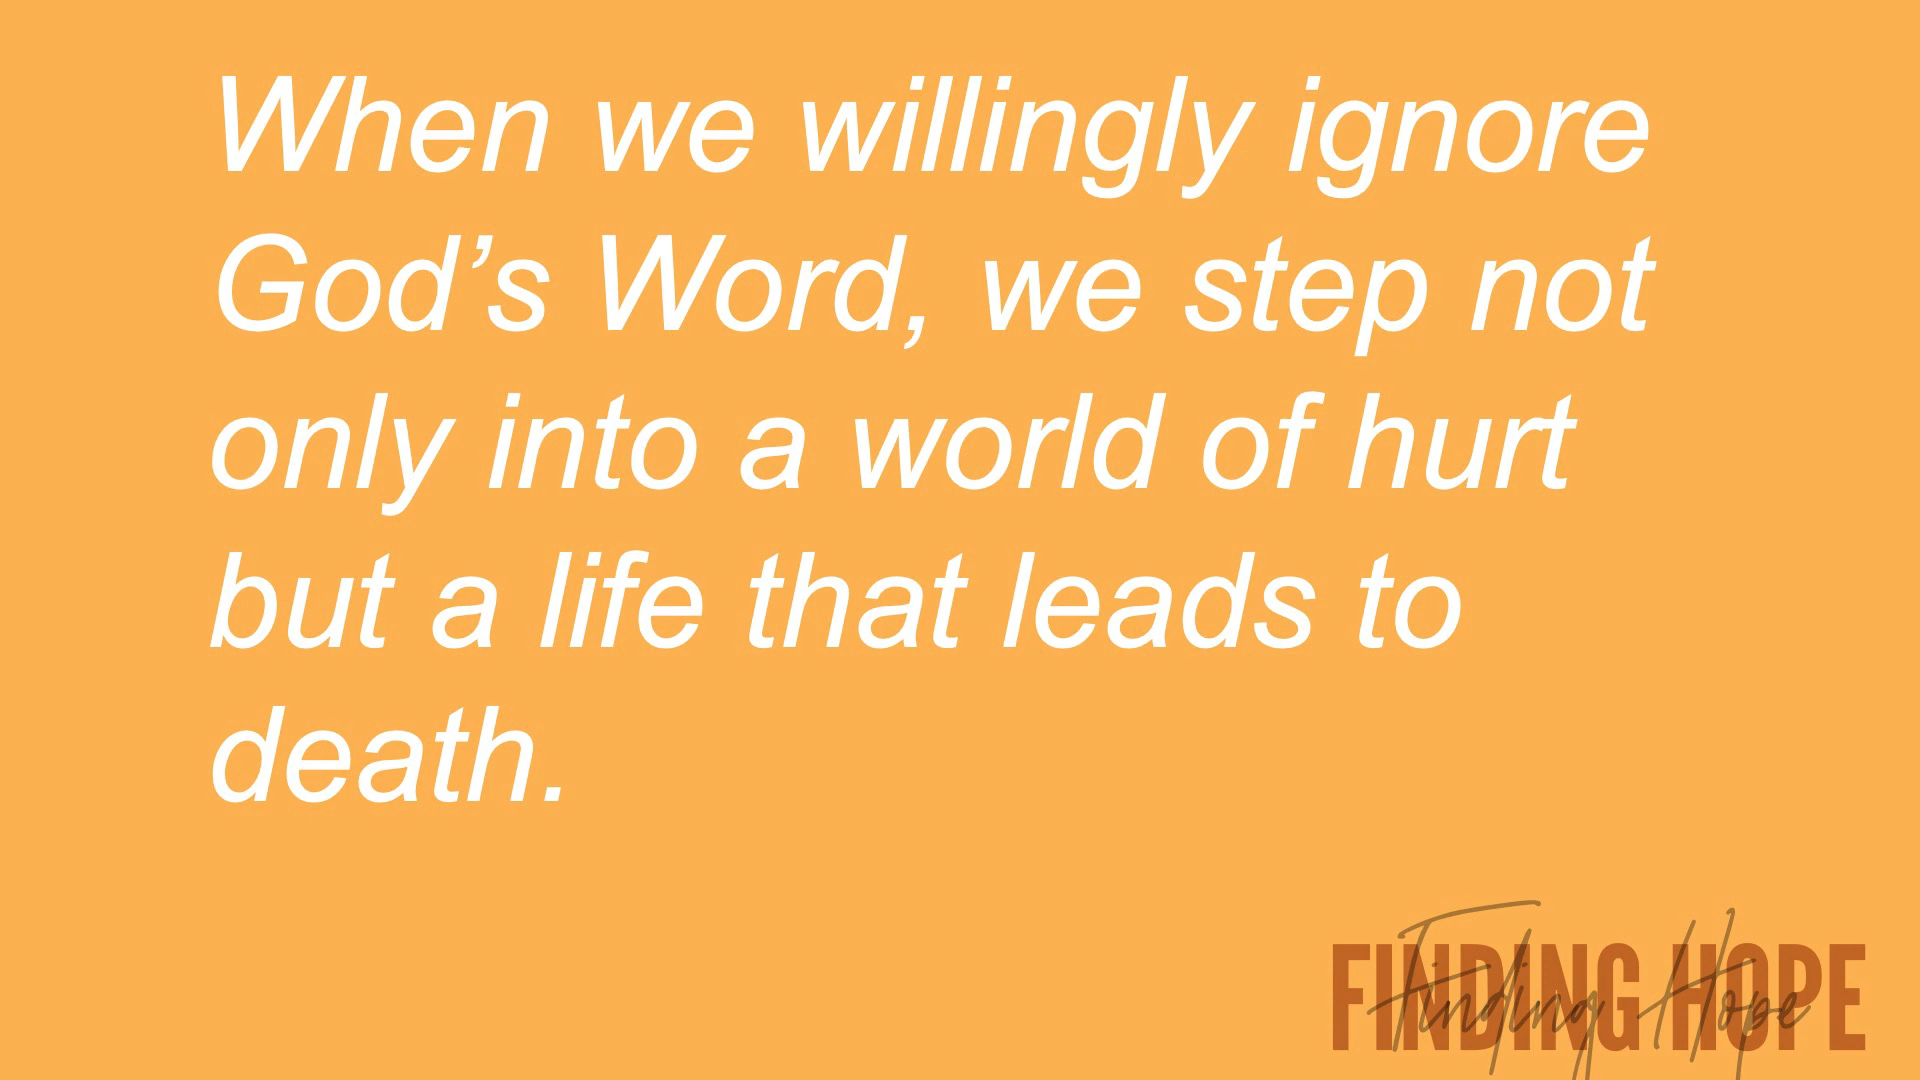 When we willingly ignore
God’s Word, we step not
only into a world of hurt
but a life that leads to
death.
FINDING HOPE
Finding Hope